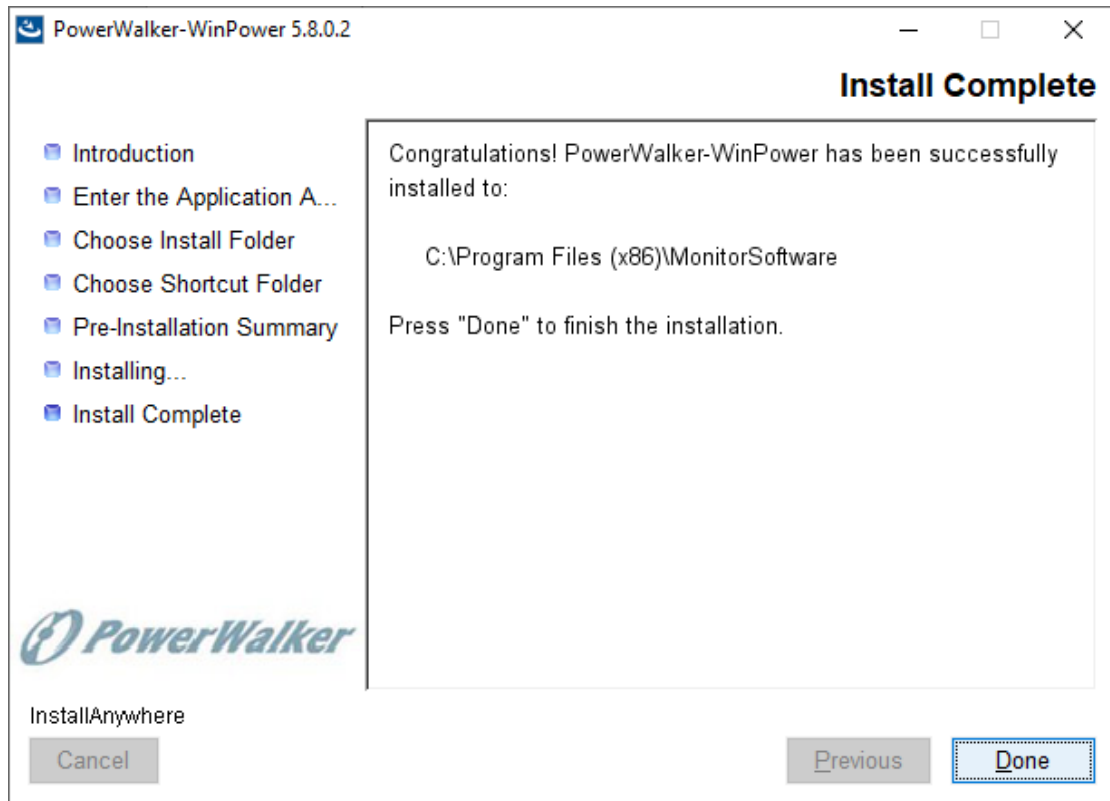 PowerWalker-WinPower 5.8.0.2
Install Complete
Introduction
Enter the Application A...
Choose Install Folder
Choose Shortcut Folder
Pre-Installation Summary
Installing...
Install Complete
Congratulations! PowerWalker-WinPower has been successfully
installed to:
C:\Program Files (x86)\MonitorSoftware
Press "Done" to finish the installation.
PowerWalker
InstallAnywhere
Cancel
Previous
Done